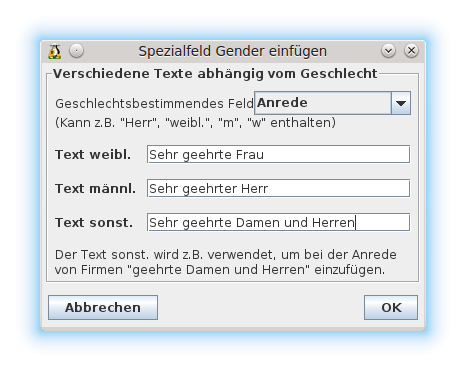 Spezialfeld Gender einfügen
Verschiedene Texte abhängig vom Geschlecht
Geschlechtsbestimmendes Feld Anrede
(Kann z.B. "Herr", "weibl.", "m", "w" enthalten)
Text weibl. Sehr geehrte Frau
Text männl. Sehr geehrter Herr
Text sonst. Sehr geehrte Damen und Herren
Der Text sonst. wird z.B. verwendet, um bei der Anrede
von Firmen "geehrte Damen und Herren" einzufügen.
Abbrechen OK